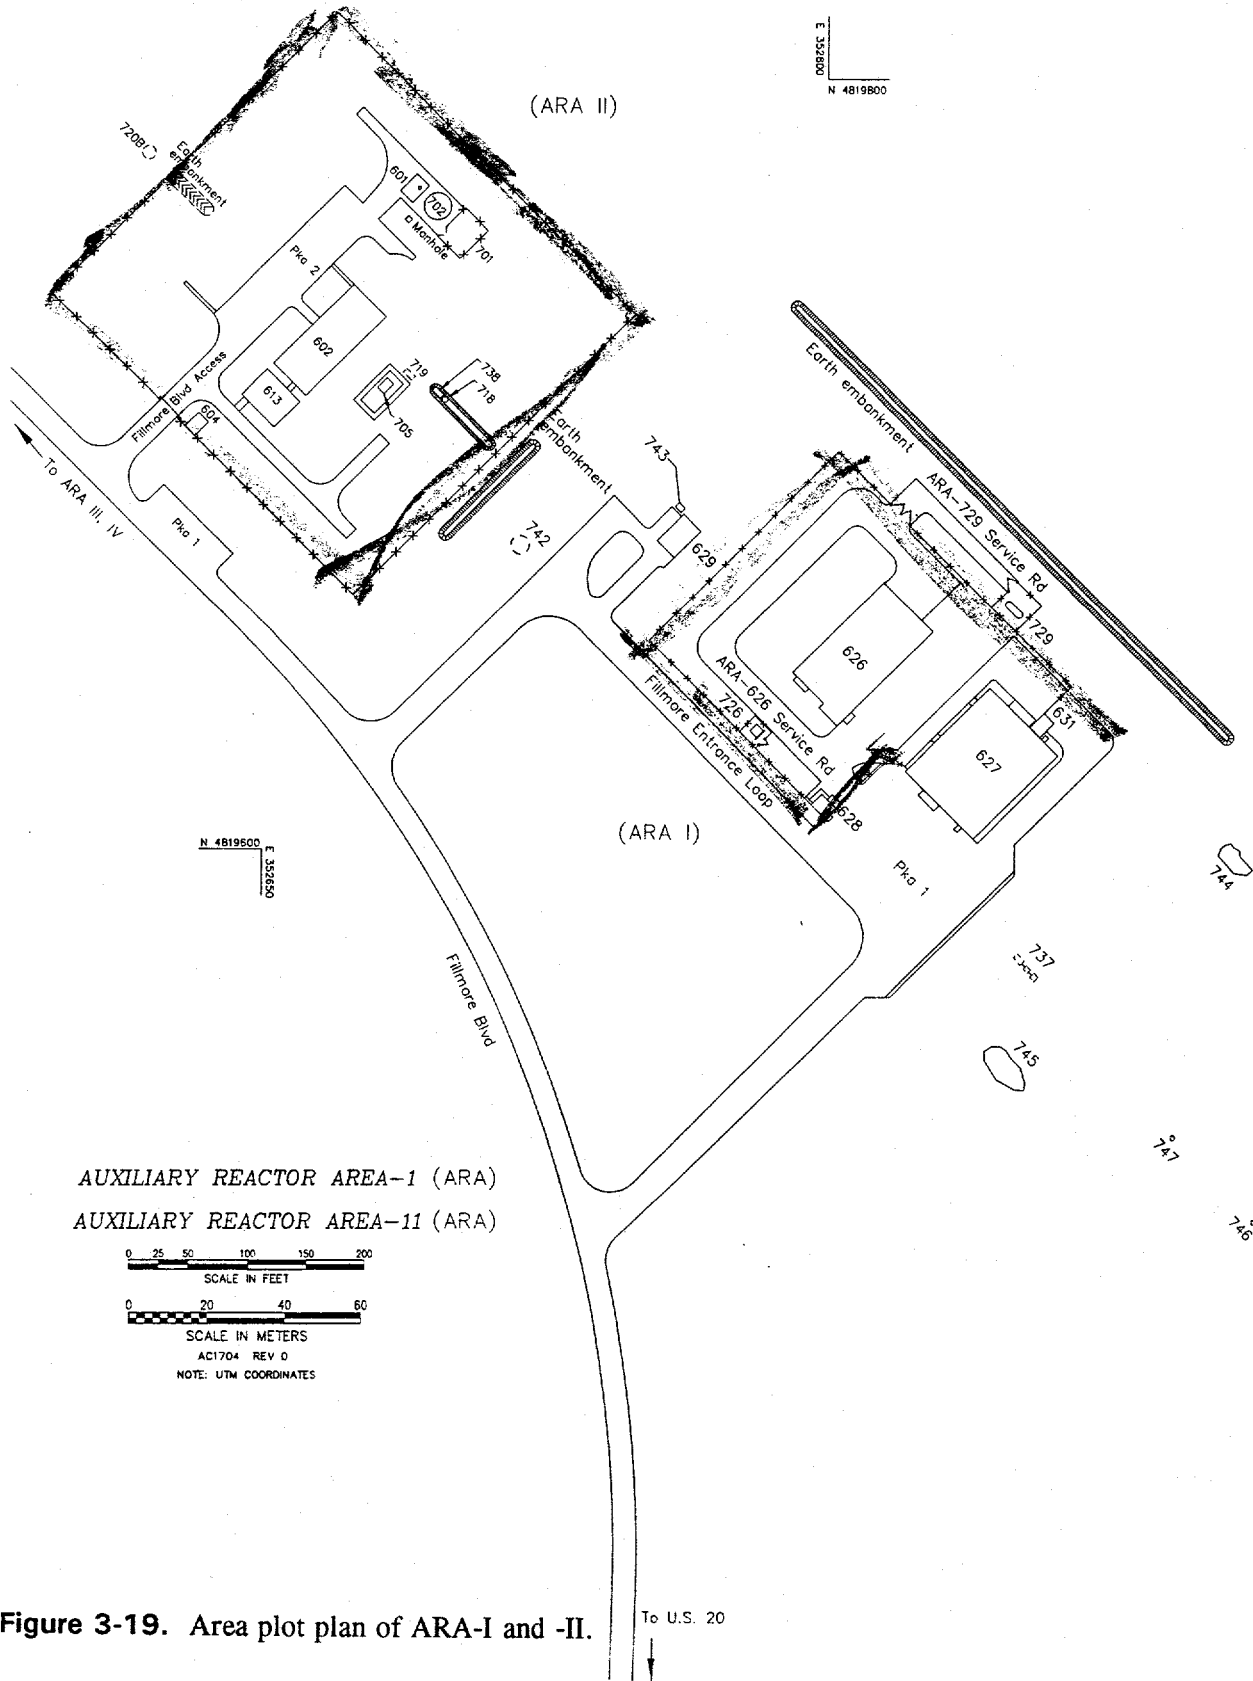 E 352800
N 4819800
(ARA II)
720B
Earth
embankment
601
702
701
Manhole
Pka 2
602
613
719
738
718
705
604
Fillmore Blvd Access
Earth
embankment
Earth embankment
To ARA III, IV
Pka 1
742
743
629
ARA-729 Service Rd
729
626
ARA-626 Service Rd
726
Fillmore Entrance Loop
631
627
628
(ARA I)
Pka 1
N 4819600
E 352650
744
737
745
747
746
Fillmore Blvd
AUXILIARY REACTOR AREA-1 (ARA)
AUXILIARY REACTOR AREA-11 (ARA)
0 25 50 100 150 200
SCALE IN FEET
0 20 40 60
SCALE IN METERS
AC1704 REV 0
NOTE: UTM COORDINATES
Figure 3-19. Area plot plan of ARA-I and -II.
To U.S. 20